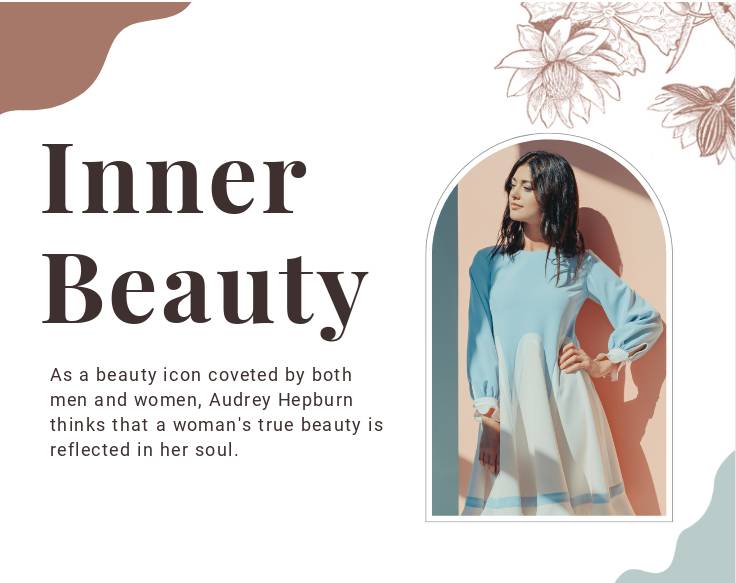 Inner
Beauty
As a beauty icon coveted by both
men and women, Audrey Hepburn
thinks that a woman's true beauty is
reflected in her soul.